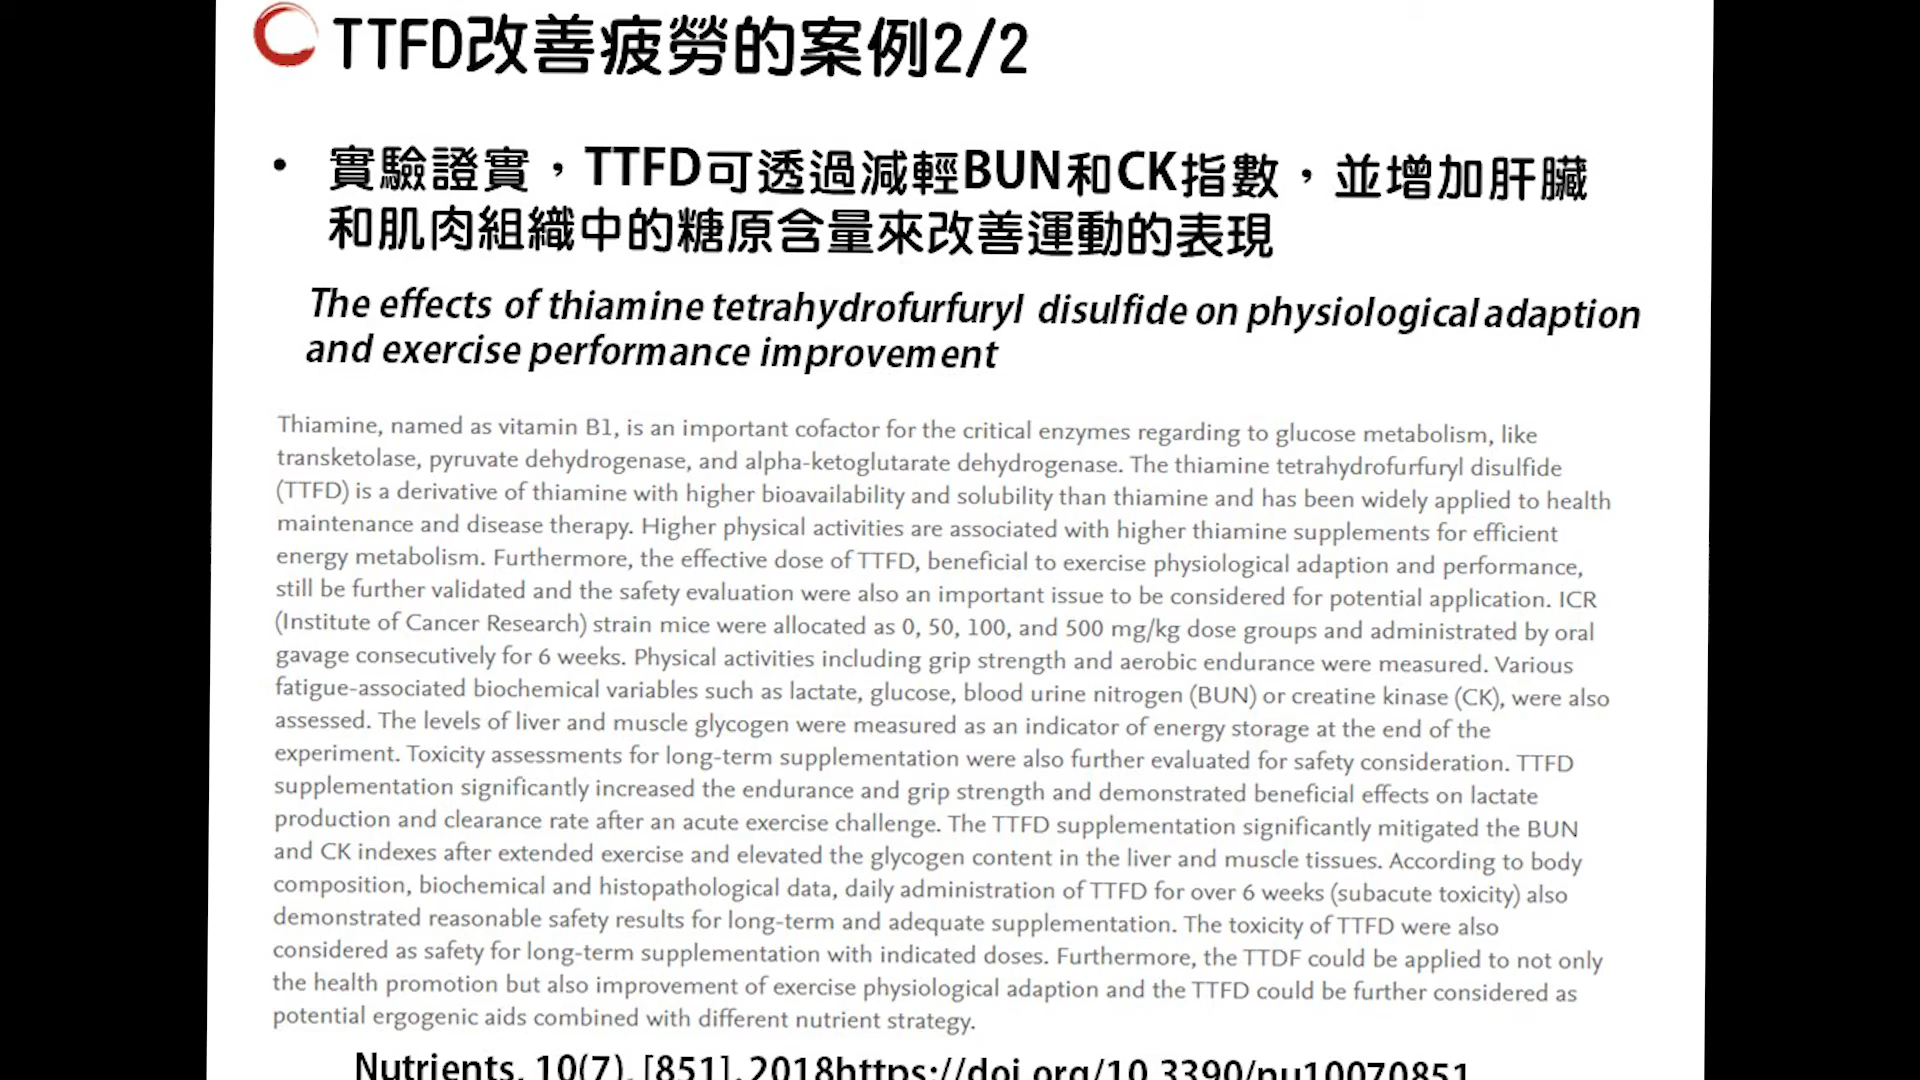 TTFD改善疲勞的案例2/2
• 實驗證實，TTFD可透過減輕BUN和CK指數，並增加肝臟
和肌肉組織中的糖原含量來改善運動的表現
The effects of thiamine tetrahydrofurfuryl disulfide on physiological adaption
and exercise performance improvement
Thiamine, named as vitamin B1, is an important cofactor for the critical enzymes regarding to glucose metabolism, like
transketolase, pyruvate dehydrogenase, and alpha-ketoglutarate dehydrogenase. The thiamine tetrahydrofurfuryl disulfide
(TTFD) is a derivative of thiamine with higher bioavailability and solubility than thiamine and has been widely applied to health
maintenance and disease therapy. Higher physical activities are associated with higher thiamine supplements for efficient
energy metabolism. Furthermore, the effective dose of TTFD, beneficial to exercise physiological adaption and performance,
still be further validated and the safety evaluation were also an important issue to be considered for potential application. ICR
(Institute of Cancer Research) strain mice were allocated as 0, 50, 100, and 500 mg/kg dose groups and administrated by oral
gavage consecutively for 6 weeks. Physical activities including grip strength and aerobic endurance were measured. Various
fatigue-associated biochemical variables such as lactate, glucose, blood urine nitrogen (BUN) or creatine kinase (CK), were also
assessed. The levels of liver and muscle glycogen were measured as an indicator of energy storage at the end of the
experiment. Toxicity assessments for long-term supplementation were also further evaluated for safety consideration. TTFD
supplementation significantly increased the endurance and grip strength and demonstrated beneficial effects on lactate
production and clearance rate after an acute exercise challenge. The TTFD supplementation significantly mitigated the BUN
and CK indexes after extended exercise and elevated the glycogen content in the liver and muscle tissues. According to body
composition, biochemical and histopathological data, daily administration of TTFD for over 6 weeks (subacute toxicity) also
demonstrated reasonable safety results for long-term and adequate supplementation. The toxicity of TTFD were also
considered as safety for long-term supplementation with indicated doses. Furthermore, the TTDF could be applied to not only
the health promotion but also improvement of exercise physiological adaption and the TTFD could be further considered as
potential ergogenic aids combined with different nutrient strategy.
Nutrients, 10(7), [851]. 2018https://doi.org/10.3390/nu10070851